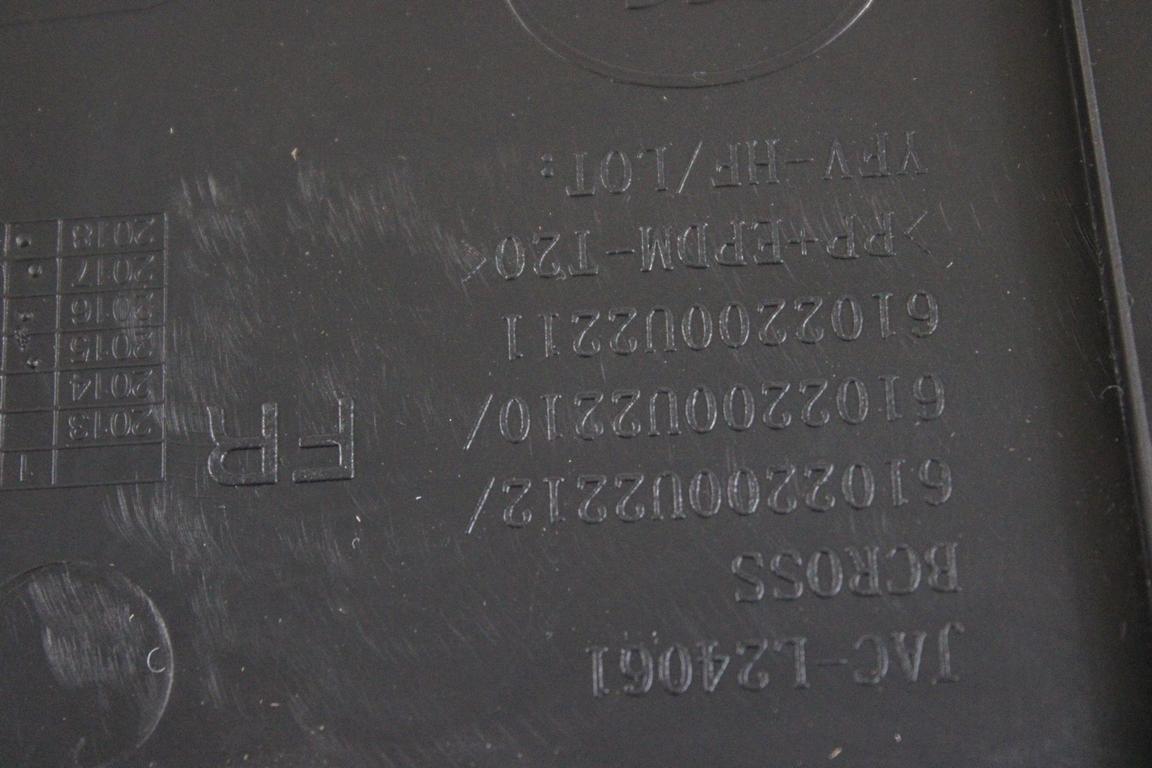 JAC-L24061
BCROSS
6102200U2212/
6102200U2210/
6102200U2211
>PP+EPDM-T20<
YFV-HF/LOT:
FR
1
2013
2014
2015
2016
2017
2018